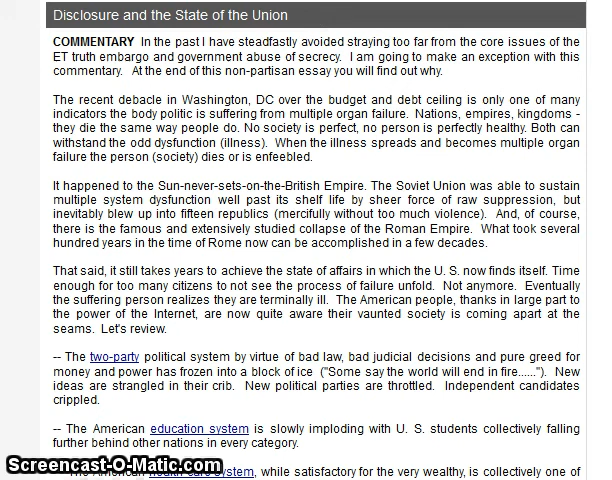 Disclosure and the State of the Union
COMMENTARY  In the past I have steadfastly avoided straying too far from the core issues of the
ET truth embargo and government abuse of secrecy.  I am going to make an exception with this
commentary.  At the end of this non-partisan essay you will find out why.
The recent debacle in Washington, DC over the budget and debt ceiling is only one of many
indicators the body politic is suffering from multiple organ failure.  Nations, empires, kingdoms -
they die the same way people do. No society is perfect, no person is perfectly healthy. Both can
withstand the odd dysfunction (illness).  When the illness spreads and becomes multiple organ
failure the person (society) dies or is enfeebled.
It happened to the Sun-never-sets-on-the-British Empire. The Soviet Union was able to sustain
multiple system dysfunction well past its shelf life by sheer force of raw suppression, but
inevitably blew up into fifteen republics (mercifully without too much violence).  And, of course,
there is the famous and extensively studied collapse of the Roman Empire.  What took several
hundred years in the time of Rome now can be accomplished in a few decades.
That said, it still takes years to achieve the state of affairs in which the U. S. now finds itself. Time
enough for too many citizens to not see the process of failure unfold.  Not anymore.  Eventually
the suffering person realizes they are terminally ill.  The American people, thanks in large part to
the power of the Internet, are now quite aware their vaunted society is coming apart at the
seams.  Let's review.
-- The two-party political system by virtue of bad law, bad judicial decisions and pure greed for
money and power has frozen into a block of ice  ("Some say the world will end in fire......").  New
ideas are strangled in their crib.  New political parties are throttled.  Independent candidates
crippled.
-- The American education system is slowly imploding with U. S. students collectively falling
further behind other nations in every category.
-- The American health care system, while satisfactory for the very wealthy, is collectively one of
Screencast-O-Matic.com